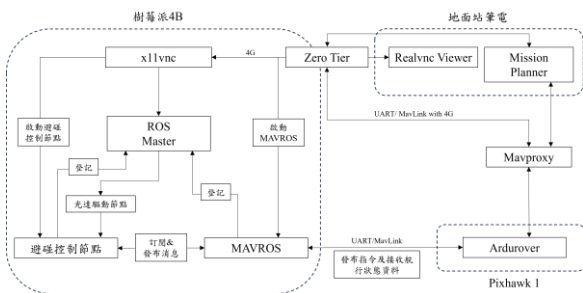 樹莓派4B
地面站筆電
x11vnc
4G
Zero Tier
Realvnc Viewer
Mission
Planner
啟動避碰
控制節點
ROS
Master
啟動
MAVROS
UART/ MavLink with 4G
Mavproxy
登記
登記
光達驅動節點
避碰控制節點
訂閱&
發布消息
MAVROS
UART/MavLink
發布指令及接收航
行狀態資料
Ardurover
Pixhawk 1